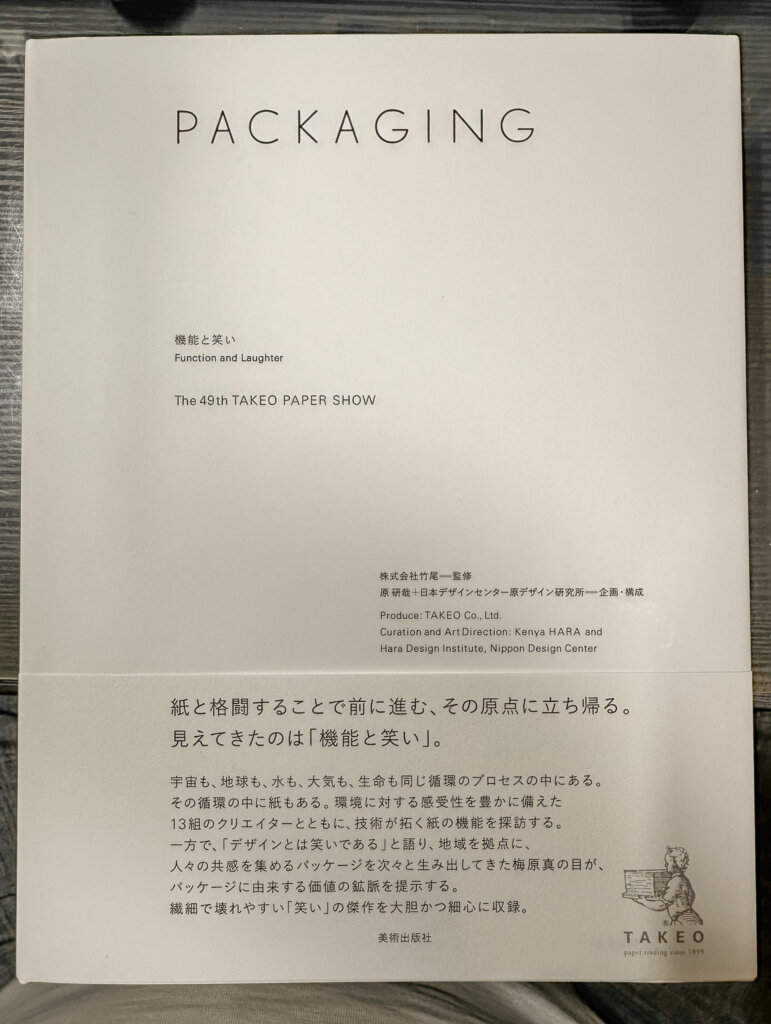 PACKAGING
機能と笑い
Function and Laughter
The 49th TAKEO PAPER SHOW
株式会社竹尾══監修
原 研哉+日本デザインセンター原デザイン研究所══企画・構成
Produce: TAKEO Co., Ltd.
Curation and Art Direction: Kenya HARA and
Hara Design Institute, Nippon Design Center
紙と格闘することで前に進む、その原点に立ち帰る。
見えてきたのは「機能と笑い」。
宇宙も、地球も、水も、大気も、生命も同じ循環のプロセスの中にある。
その循環の中に紙もある。環境に対する感受性を豊かに備えた
13組のクリエイターとともに、技術が拓く紙の機能を探訪する。
一方で、「デザインとは笑いである」と語り、地域を拠点に、
人々の共感を集めるパッケージを次々と生み出してきた梅原真の目が、
パッケージに由来する価値の鉱脈を提示する。
繊細で壊れやすい「笑い」の傑作を大胆かつ細心に収録。
美術出版社
®
TAKEO
paper trading since 1899